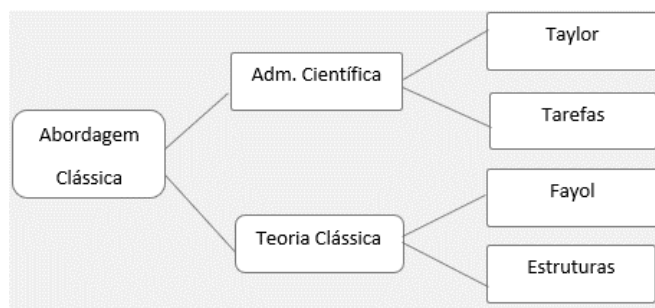 Abordagem
Clássica
Adm. Científica
Taylor
Tarefas
Teoria Clássica
Fayol
Estruturas